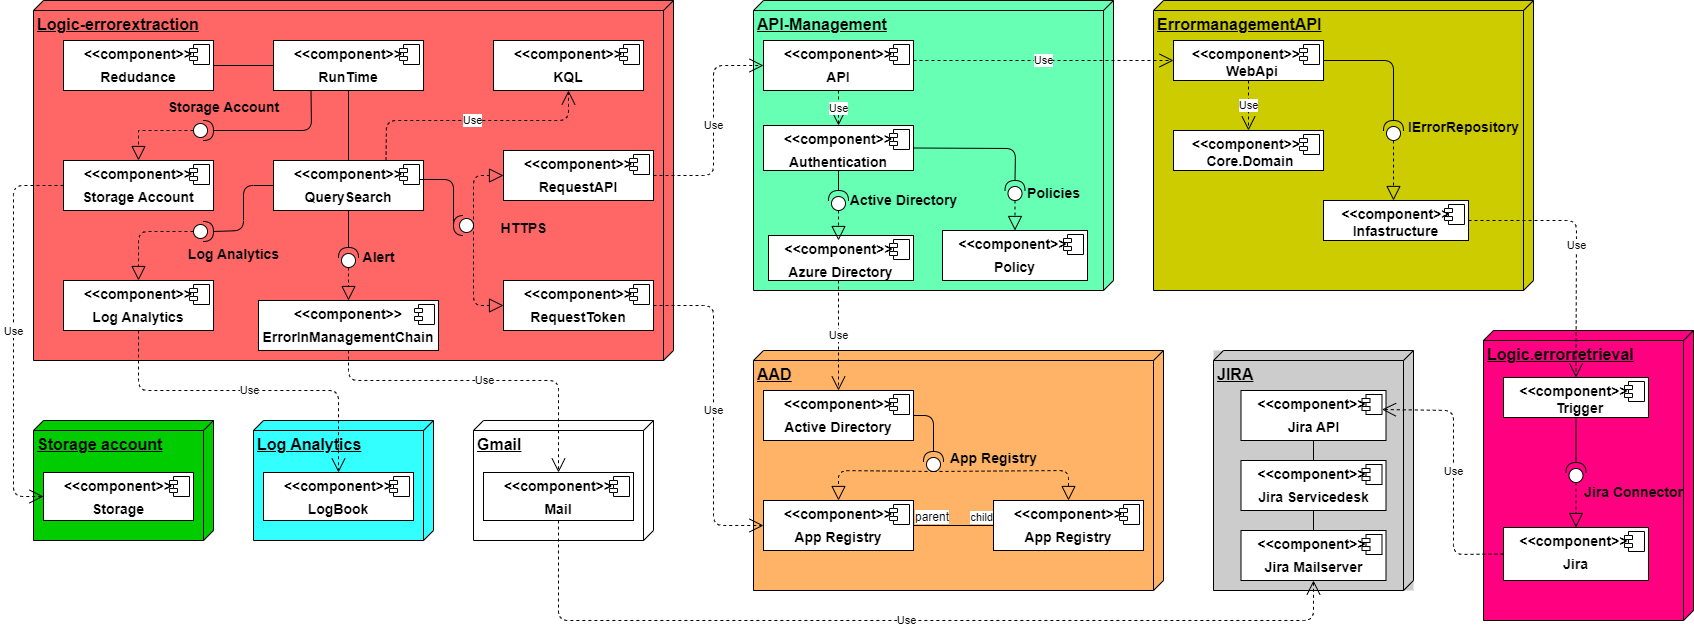 Logic-errorextraction
<<component>>
Redudance
<<component>>
RunTime
<<component>>
KQL
Storage Account
Use
<<component>>
Storage Account
<<component>>
QuerySearch
<<component>>
RequestAPI
Log Analytics
Alert
HTTPS
<<component>>
Log Analytics
<<component>>
ErrorInManagementChain
<<component>>
RequestToken
Use
Use
Use
Use
Use
API-Management
<<component>>
API
Use
<<component>>
Authentication
Active Directory
Policies
<<component>>
Azure Directory
<<component>>
Policy
Use
Use
ErrormanagementAPI
<<component>>
WebApi
Use
<<component>>
Core.Domain
IErrorRepository
<<component>>
Infastructure
Use
Storage account
<<component>>
Storage
Log Analytics
<<component>>
LogBook
Gmail
<<component>>
Mail
Use
AAD
<<component>>
Active Directory
App Registry
<<component>>
App Registry
parent
child
<<component>>
App Registry
JIRA
<<component>>
Jira API
<<component>>
Jira Servicedesk
<<component>>
Jira Mailserver
Use
Logic.errorretrieval
<<component>>
Trigger
Jira Connector
<<component>>
Jira